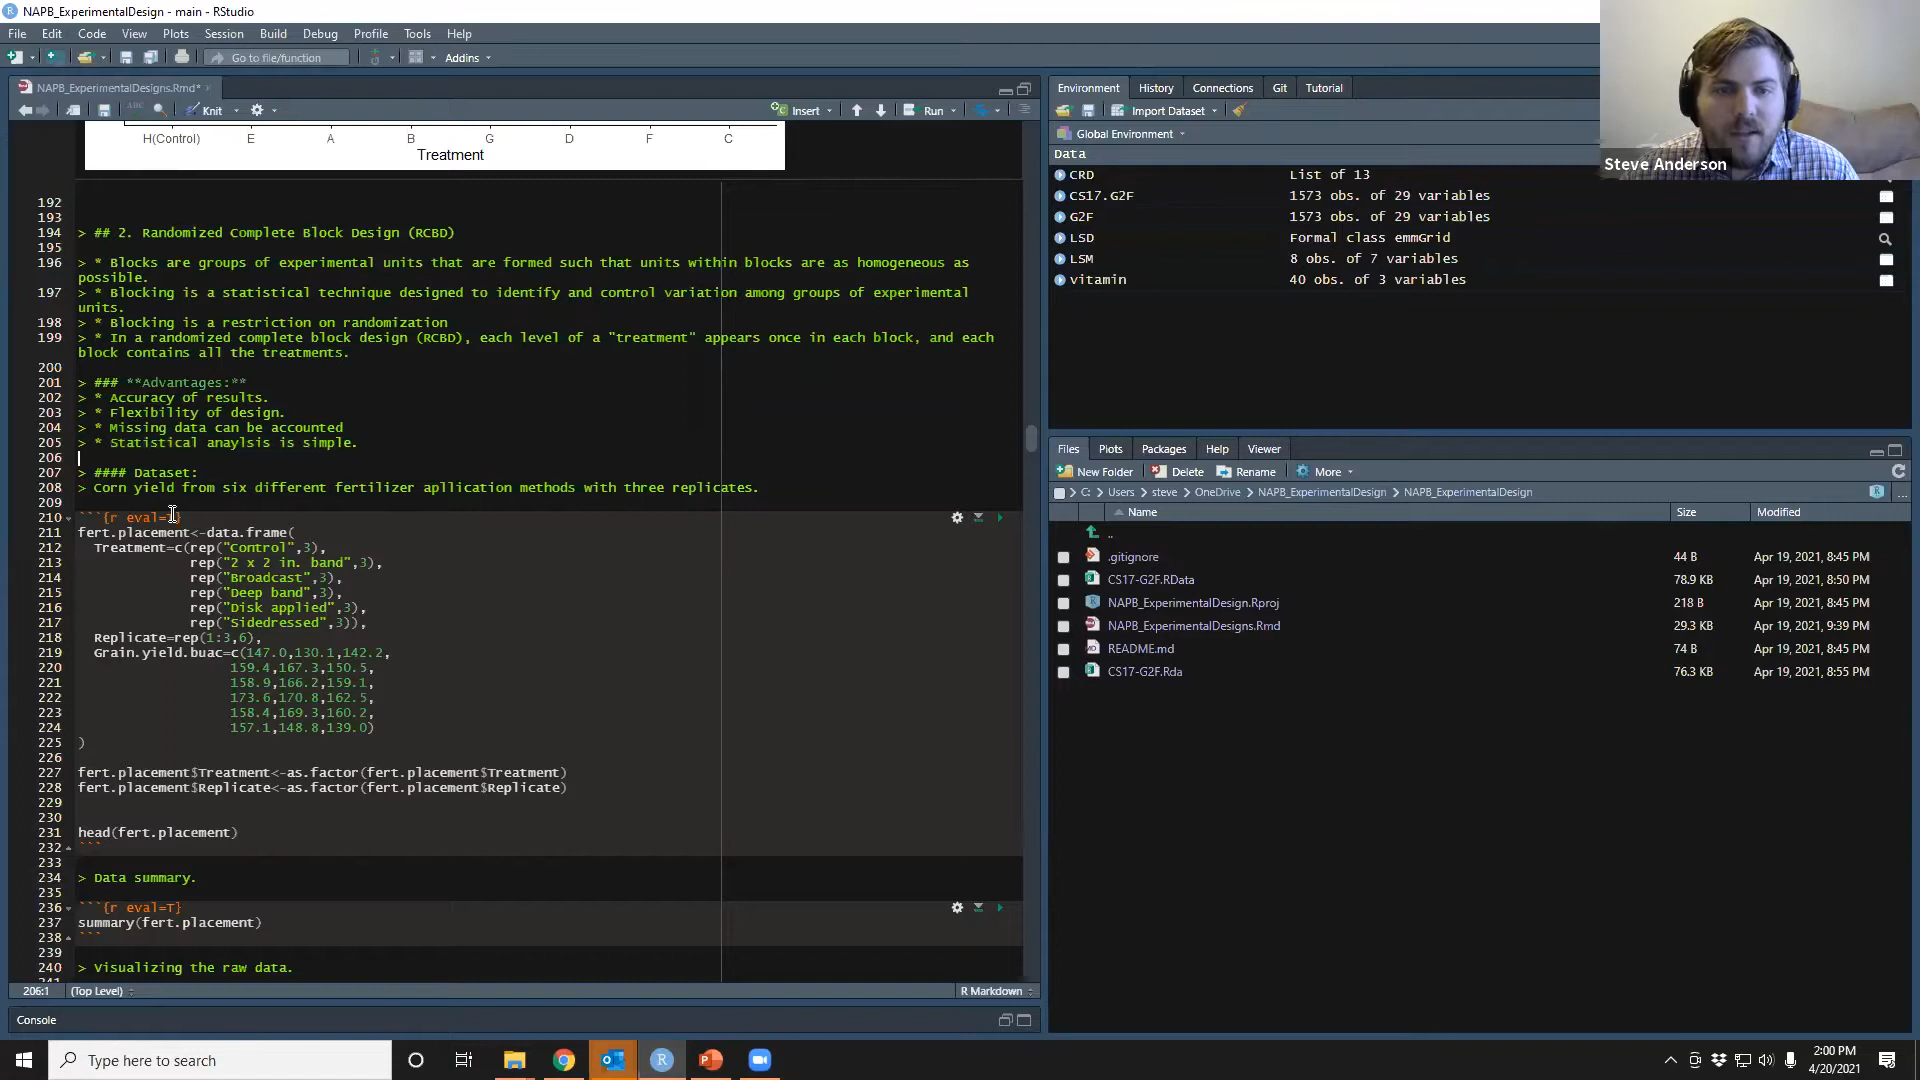 NAPB_ExperimentalDesign - main - RStudio
File Edit Code View Plots Session Build Debug Profile Tools Help
Go to file/function Addins
NAPB_ExperimentalDesigns.Rmd*
ABC Knit Insert Run
H(Control) E A B G D F C
Treatment
192
193
194 > ## 2. Randomized Complete Block Design (RCBD)
195
196 > * Blocks are groups of experimental units that are formed such that units within blocks are as homogeneous as
possible.
197 > * Blocking is a statistical technique designed to identify and control variation among groups of experimental
units.
198 > * Blocking is a restriction on randomization
199 > * In a randomized complete block design (RCBD), each level of a "treatment" appears once in each block, and each
block contains all the treatments.
200
201 > ### **Advantages:**
202 > * Accuracy of results.
203 > * Flexibility of design.
204 > * Missing data can be accounted
205 > * Statistical anaylsis is simple.
206
207 > #### Dataset:
208 > Corn yield from six different fertilizer apllication methods with three replicates.
209
210 ```{r eval=T}
211 fert.placement<-data.frame(
212 Treatment=c(rep("Control",3),
213 rep("2 x 2 in. band",3),
214 rep("Broadcast",3),
215 rep("Deep band",3),
216 rep("Disk applied",3),
217 rep("Sidedressed",3)),
218 Replicate=rep(1:3,6),
219 Grain.yield.buac=c(147.0,130.1,142.2,
220 159.4,167.3,150.5,
221 158.9,166.2,159.1,
222 173.6,170.8,162.5,
223 158.4,169.3,160.2,
224 157.1,148.8,139.0)
225 )
226
227 fert.placement$Treatment<-as.factor(fert.placement$Treatment)
228 fert.placement$Replicate<-as.factor(fert.placement$Replicate)
229
230
231 head(fert.placement)
232 ```
233
234 > Data summary.
235
236 ```{r eval=T}
237 summary(fert.placement)
238 ```
239
240 > Visualizing the raw data.
206:1 (Top Level) R Markdown
Console
Environment History Connections Git Tutorial
Import Dataset
Global Environment
Data
CRD List of 13
CS17.G2F 1573 obs. of 29 variables
G2F 1573 obs. of 29 variables
LSD Formal class emmGrid
LSM 8 obs. of 7 variables
vitamin 40 obs. of 3 variables
Steve Anderson
Files Plots Packages Help Viewer
New Folder Delete Rename More
C: Users steve OneDrive NAPB_ExperimentalDesign NAPB_ExperimentalDesign ...
Name Size Modified
..
.gitignore 44 B Apr 19, 2021, 8:45 PM
CS17-G2F.RData 78.9 KB Apr 19, 2021, 8:50 PM
NAPB_ExperimentalDesign.Rproj 218 B Apr 19, 2021, 8:45 PM
NAPB_ExperimentalDesigns.Rmd 29.3 KB Apr 19, 2021, 9:39 PM
README.md 74 B Apr 19, 2021, 8:45 PM
CS17-G2F.Rda 76.3 KB Apr 19, 2021, 8:55 PM
Type here to search
2:00 PM
4/20/2021